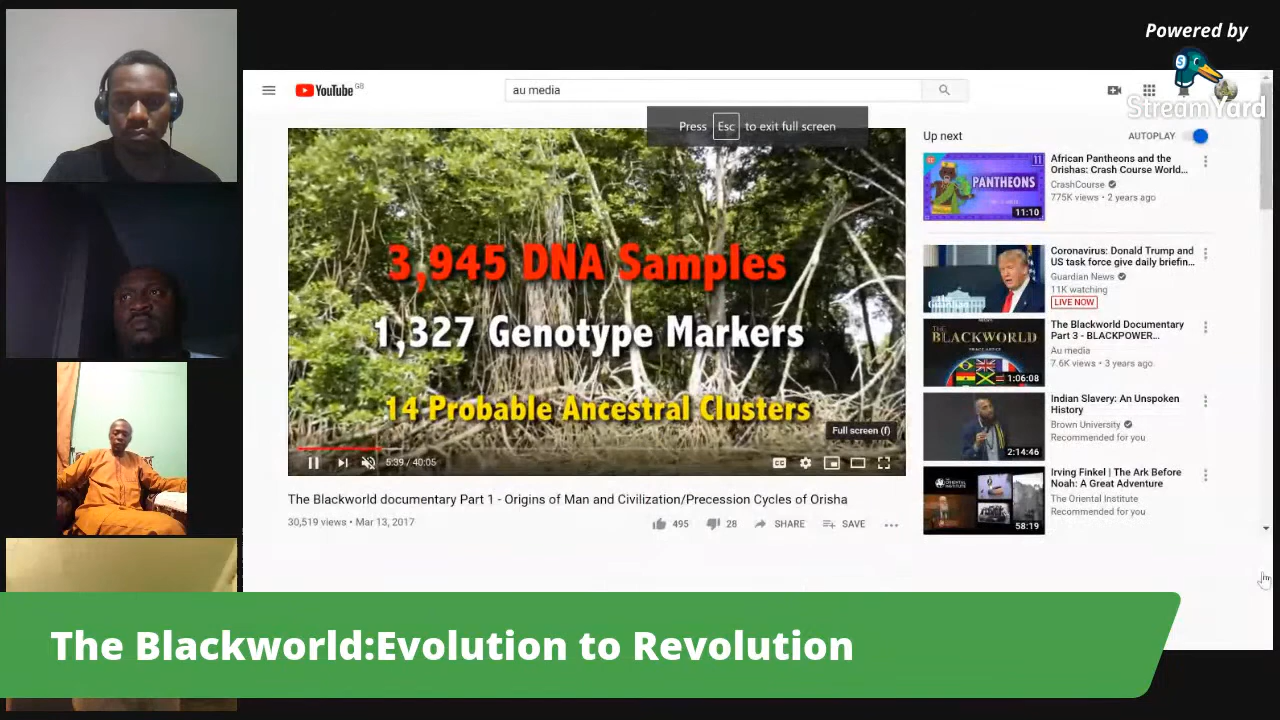 Powered by
StreamYard
YouTube GB
au media
Press Esc to exit full screen
3,945 DNA Samples
1,327 Genotype Markers
14 Probable Ancestral Clusters
Full screen (f)
5:39 / 40:05
CC
The Blackworld documentary Part 1 - Origins of Man and Civilization/Precession Cycles of Orisha
30,519 views • Mar 13, 2017
495
28
SHARE
SAVE
Up next
AUTOPLAY
11
PANTHEONS
11:10
African Pantheons and the
Orishas: Crash Course World...
CrashCourse
775K views • 2 years ago
Coronavirus: Donald Trump and
US task force give daily briefin...
Guardian News
11K watching
LIVE NOW
BLACKWORLD
1:06:08
The Blackworld Documentary
Part 3 - BLACKPOWER...
Au media
7.6K views • 3 years ago
2:14:46
Indian Slavery: An Unspoken
History
Brown University
Recommended for you
58:19
Irving Finkel | The Ark Before
Noah: A Great Adventure
The Oriental Institute
Recommended for you
The Blackworld:Evolution to Revolution